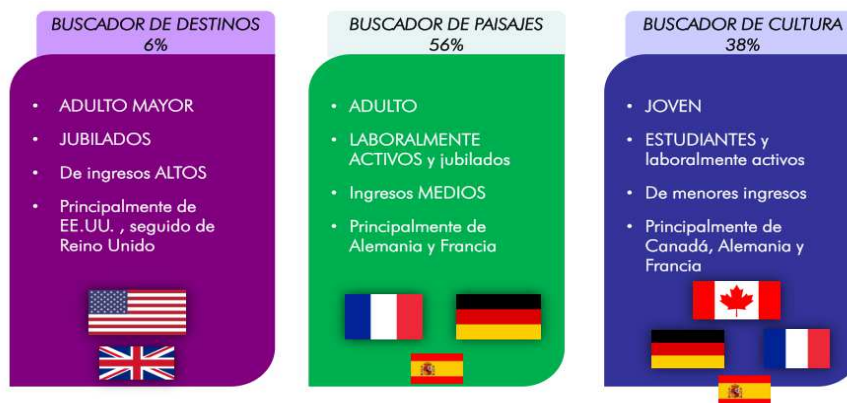 BUSCADOR DE DESTINOS
6%
• ADULTO MAYOR
• JUBILADOS
• De ingresos ALTOS
• Principalmente de
EE.UU. , seguido de
Reino Unido
BUSCADOR DE PAISAJES
56%
• ADULTO
• LABORALMENTE
ACTIVOS y jubilados
• Ingresos MEDIOS
• Principalmente de
Alemania y Francia
BUSCADOR DE CULTURA
38%
• JOVEN
• ESTUDIANTES y
laboralmente activos
• De menores ingresos
• Principalmente de
Canadá, Alemania y
Francia